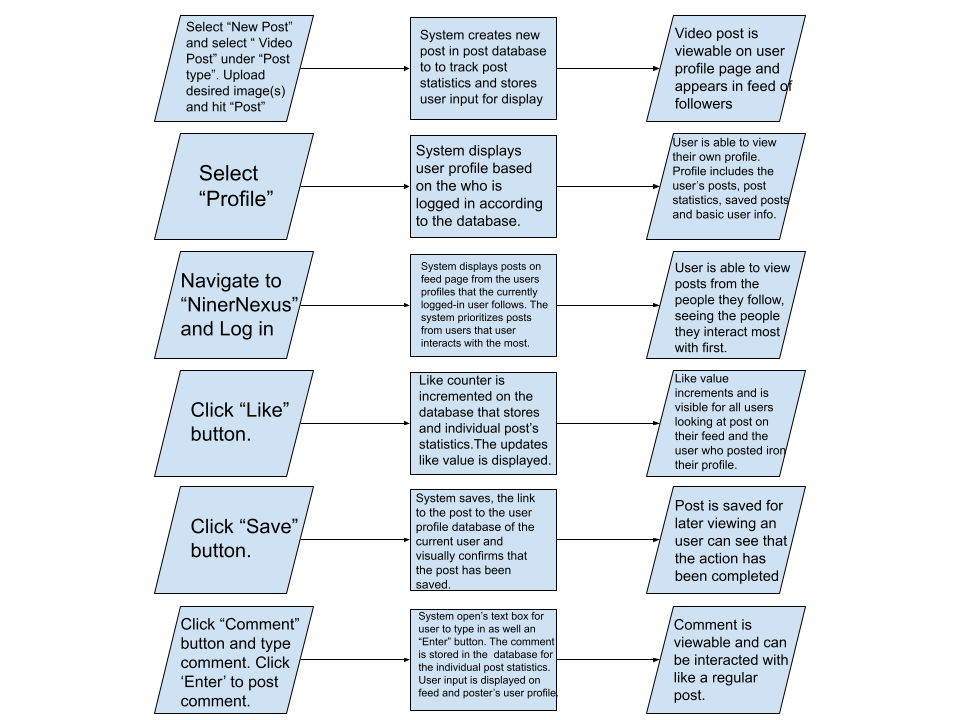 Select “New Post”
and select “ Video
Post” under “Post
type”. Upload
desired image(s)
and hit “Post”
System creates new
post in post database
to to track post
statistics and stores
user input for display
Video post is
viewable on user
profile page and
appears in feed of
followers
Select
“Profile”
System displays
user profile based
on the who is
logged in according
to the database.
User is able to view
their own profile.
Profile includes the
user’s posts, post
statistics, saved posts
and basic user info.
Navigate to
“NinerNexus”
and Log in
System displays posts on
feed page from the users
profiles that the currently
logged-in user follows. The
system prioritizes posts
from users that user
interacts with the most.
User is able to view
posts from the
people they follow,
seeing the people
they interact most
with first.
Click “Like”
button.
Like counter is
incremented on the
database that stores
and individual post’s
statistics.The updates
like value is displayed.
Like value
increments and is
visible for all users
looking at post on
their feed and the
user who posted iron
their profile.
Click “Save”
button.
System saves, the link
to the post to the user
profile database of the
current user and
visually confirms that
the post has been
saved.
Post is saved for
later viewing an
user can see that
the action has
been completed
Click “Comment”
button and type
comment. Click
‘Enter’ to post
comment.
System open’s text box for
user to type in as well an
“Enter” button. The comment
is stored in the  database for
the individual post statistics.
User input is displayed on
feed and poster’s user profile.
Comment is
viewable and can
be interacted with
like a regular
post.